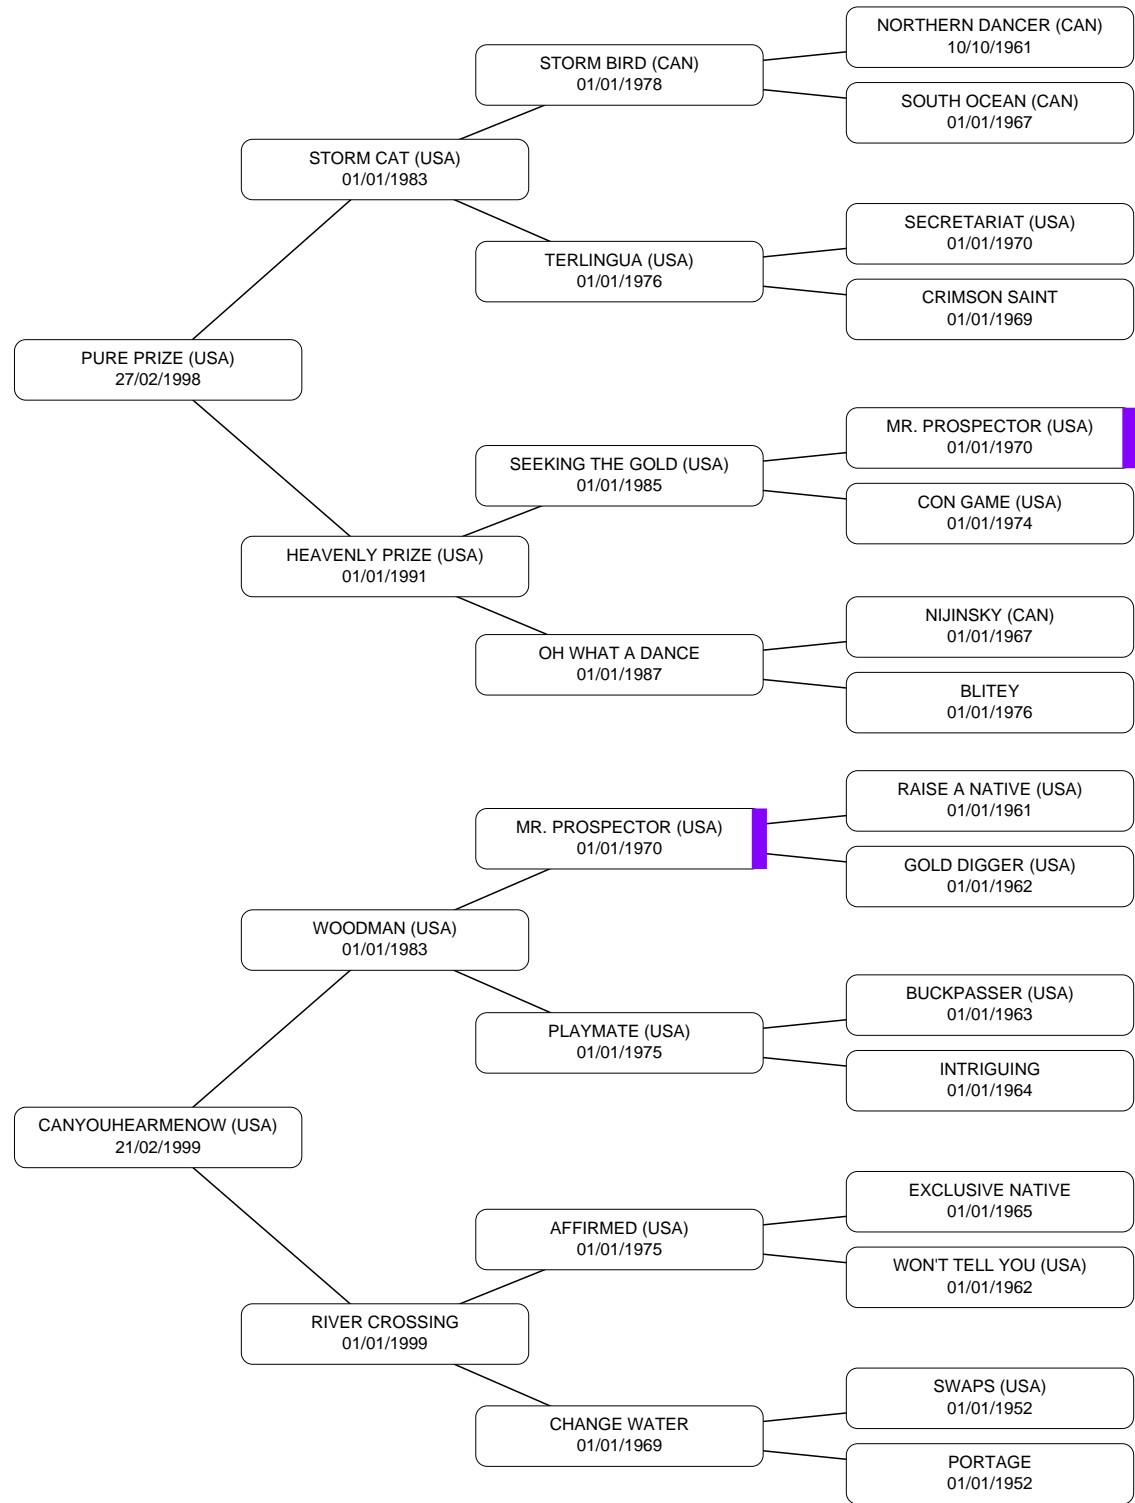 NORTHERN DANCER (CAN)
10/10/1961
STORM BIRD (CAN)
01/01/1978
SOUTH OCEAN (CAN)
01/01/1967
STORM CAT (USA)
01/01/1983
SECRETARIAT (USA)
01/01/1970
TERLINGUA (USA)
01/01/1976
CRIMSON SAINT
01/01/1969
PURE PRIZE (USA)
27/02/1998
MR. PROSPECTOR (USA)
01/01/1970
SEEKING THE GOLD (USA)
01/01/1985
CON GAME (USA)
01/01/1974
HEAVENLY PRIZE (USA)
01/01/1991
NIJINSKY (CAN)
01/01/1967
OH WHAT A DANCE
01/01/1987
BLITEY
01/01/1976
RAISE A NATIVE (USA)
01/01/1961
MR. PROSPECTOR (USA)
01/01/1970
GOLD DIGGER (USA)
01/01/1962
WOODMAN (USA)
01/01/1983
BUCKPASSER (USA)
01/01/1963
PLAYMATE (USA)
01/01/1975
INTRIGUING
01/01/1964
CANYOUHEARMENOW (USA)
21/02/1999
EXCLUSIVE NATIVE
01/01/1965
AFFIRMED (USA)
01/01/1975
WON'T TELL YOU (USA)
01/01/1962
RIVER CROSSING
01/01/1999
SWAPS (USA)
01/01/1952
CHANGE WATER
01/01/1969
PORTAGE
01/01/1952